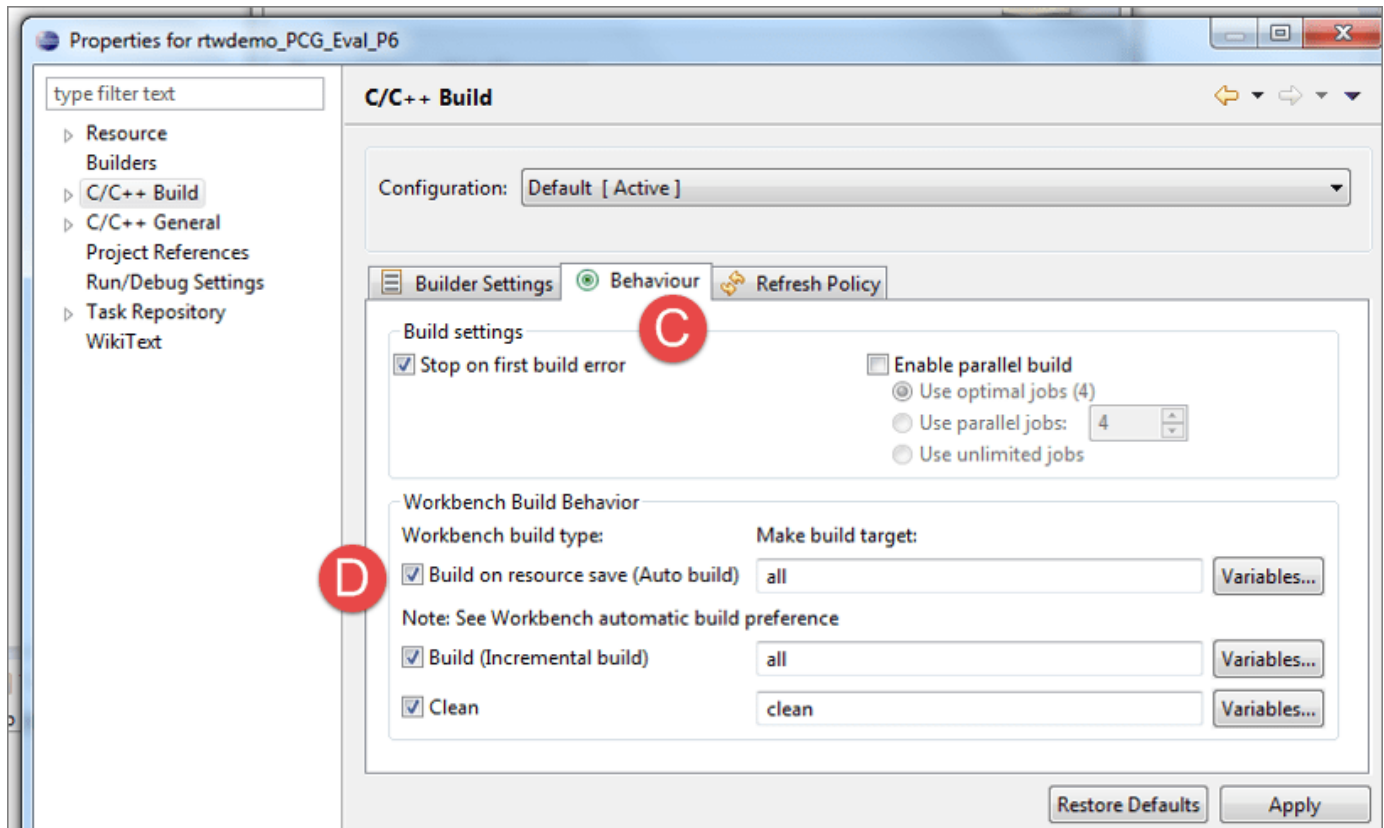 Properties for rtwdemo_PCG_Eval_P6
type filter text
Resource
Builders
C/C++ Build
C/C++ General
Project References
Run/Debug Settings
Task Repository
WikiText
C/C++ Build
Configuration: Default [ Active ]
Builder Settings Behaviour Refresh Policy
C
Build settings
Stop on first build error Enable parallel build
Use optimal jobs (4)
Use parallel jobs: 4
Use unlimited jobs
Workbench Build Behavior
Workbench build type: Make build target:
D Build on resource save (Auto build) all Variables...
Note: See Workbench automatic build preference
Build (Incremental build) all Variables...
Clean clean Variables...
Restore Defaults Apply